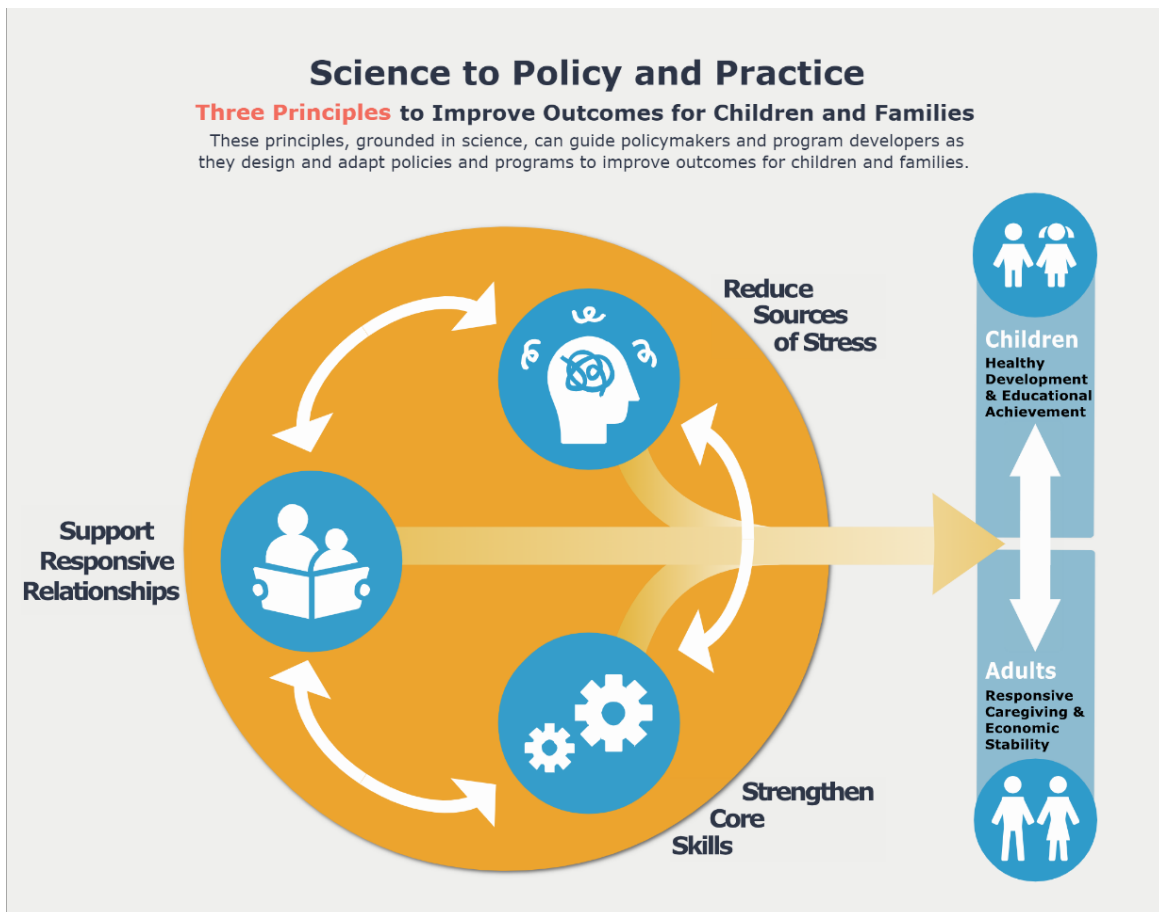 Science to Policy and Practice
Three Principles to Improve Outcomes for Children and Families
These principles, grounded in science, can guide policymakers and program developers as
they design and adapt policies and programs to improve outcomes for children and families.
Reduce
Sources
of Stress
Support
Responsive
Relationships
Strengthen
Core
Skills
Children
Healthy
Development
& Educational
Achievement
Adults
Responsive
Caregiving &
Economic
Stability